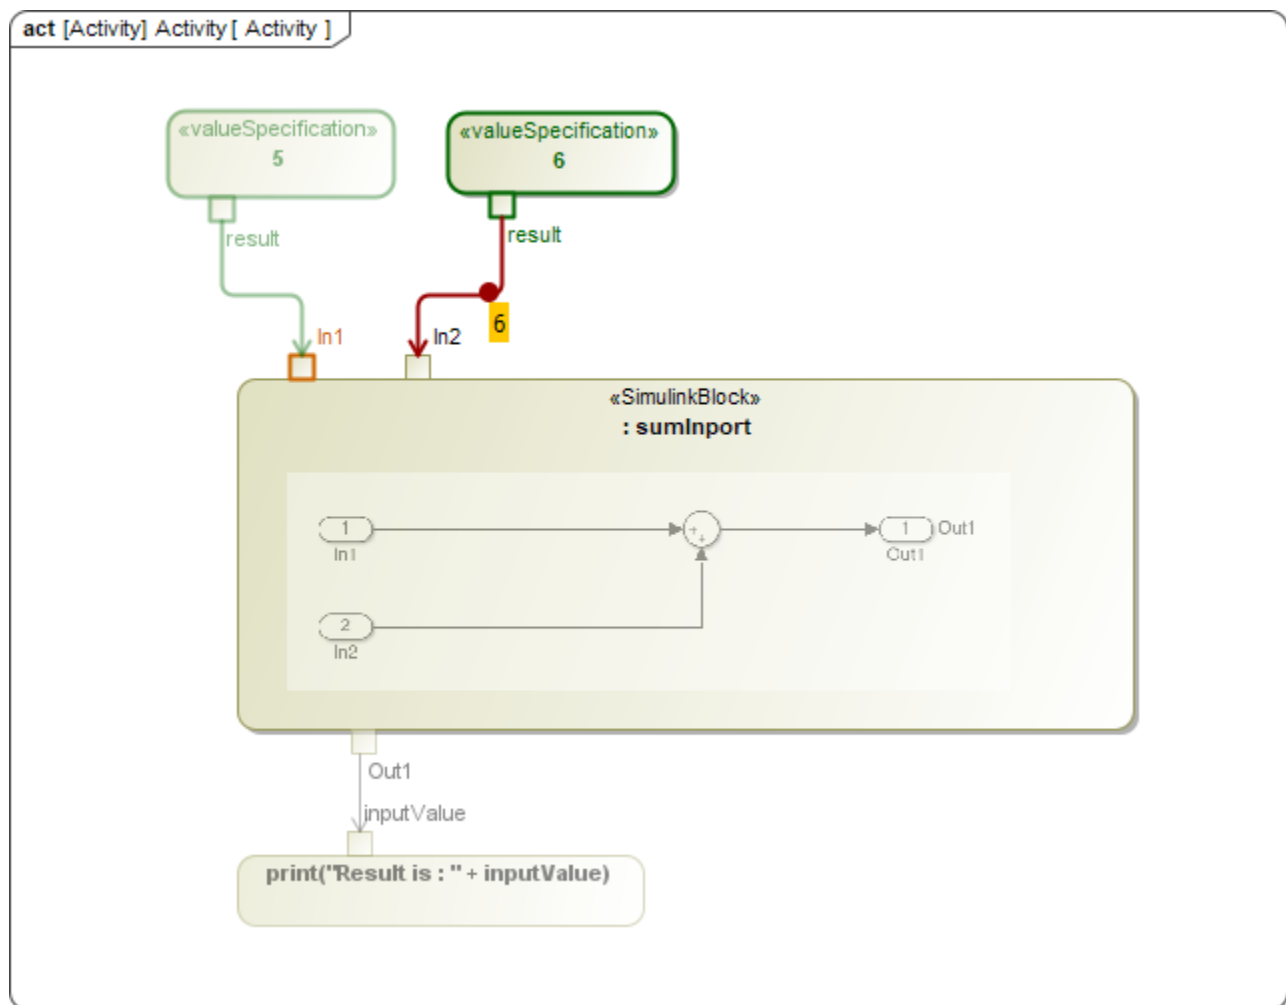 act [Activity] Activity [ Activity ]
«valueSpecification»
5
«valueSpecification»
6
result
result
6
In1
In2
«SimulinkBlock»
: sumInport
1
In1
1
Out1
Out1
2
In2
Out1
inputValue
print("Result is : " + inputValue)